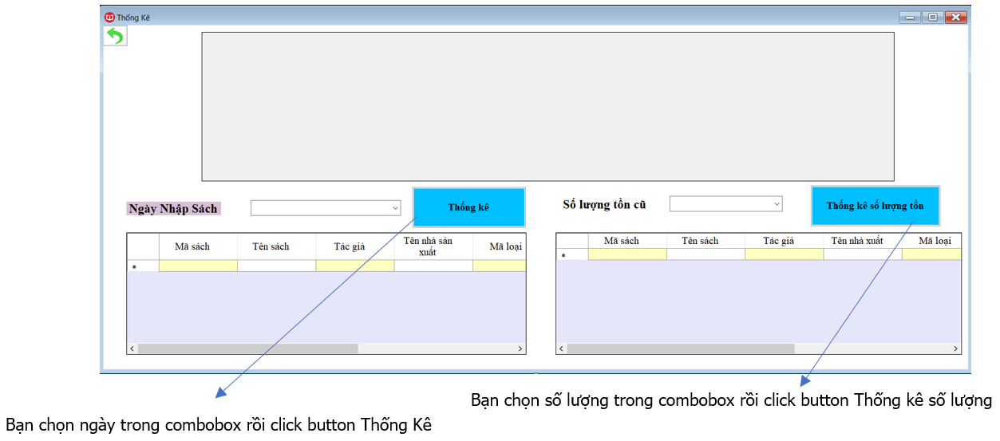 Thống Kê
Ngày Nhập Sách
Thống kê
Số lượng tồn cũ
Thống kê số lượng tồn
Mã sách Tên sách Tác giả Tên nhà sản xuất Mã loại
Mã sách Tên sách Tác giả Tên nhà xuất Mã loại
Bạn chọn số lượng trong combobox rồi click button Thống kê số lượng
Bạn chọn ngày trong combobox rồi click button Thống Kê